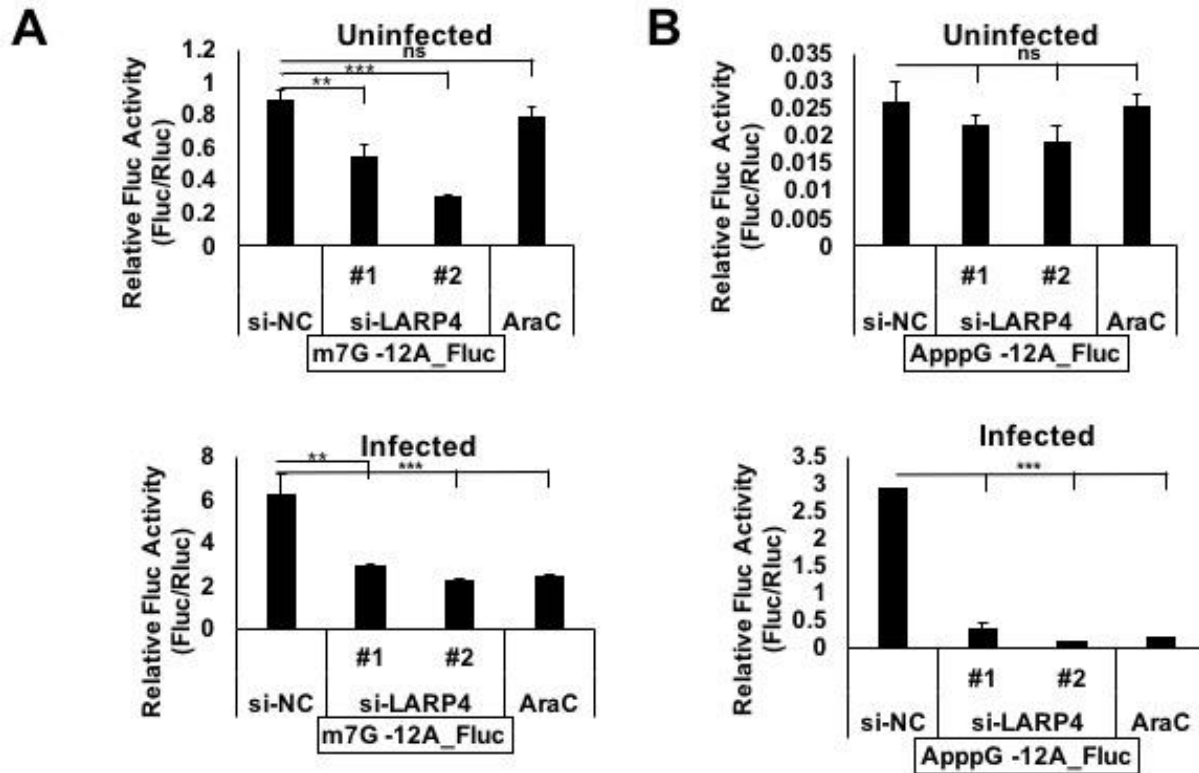 A
Uninfected
ns
***
**
1.2
1
0.8
0.6
0.4
0.2
0
Relative Fluc Activity
(Fluc/Rluc)
#1 #2
si-NC si-LARP4 AraC
m7G -12A_Fluc
B
Uninfected
ns
0.035
0.03
0.025
0.02
0.015
0.01
0.005
0
Relative Fluc Activity
(Fluc/Rluc)
#1 #2
si-NC si-LARP4 AraC
ApppG -12A_Fluc
Infected
**
***
8
6
4
2
0
Relative Fluc Activity
(Fluc/Rluc)
#1 #2
si-NC si-LARP4 AraC
m7G -12A_Fluc
Infected
***
3.5
3
2.5
2
1.5
1
0.5
0
Relative Fluc Activity
(Fluc/Rluc)
#1 #2
si-NC si-LARP4 AraC
ApppG -12A_Fluc